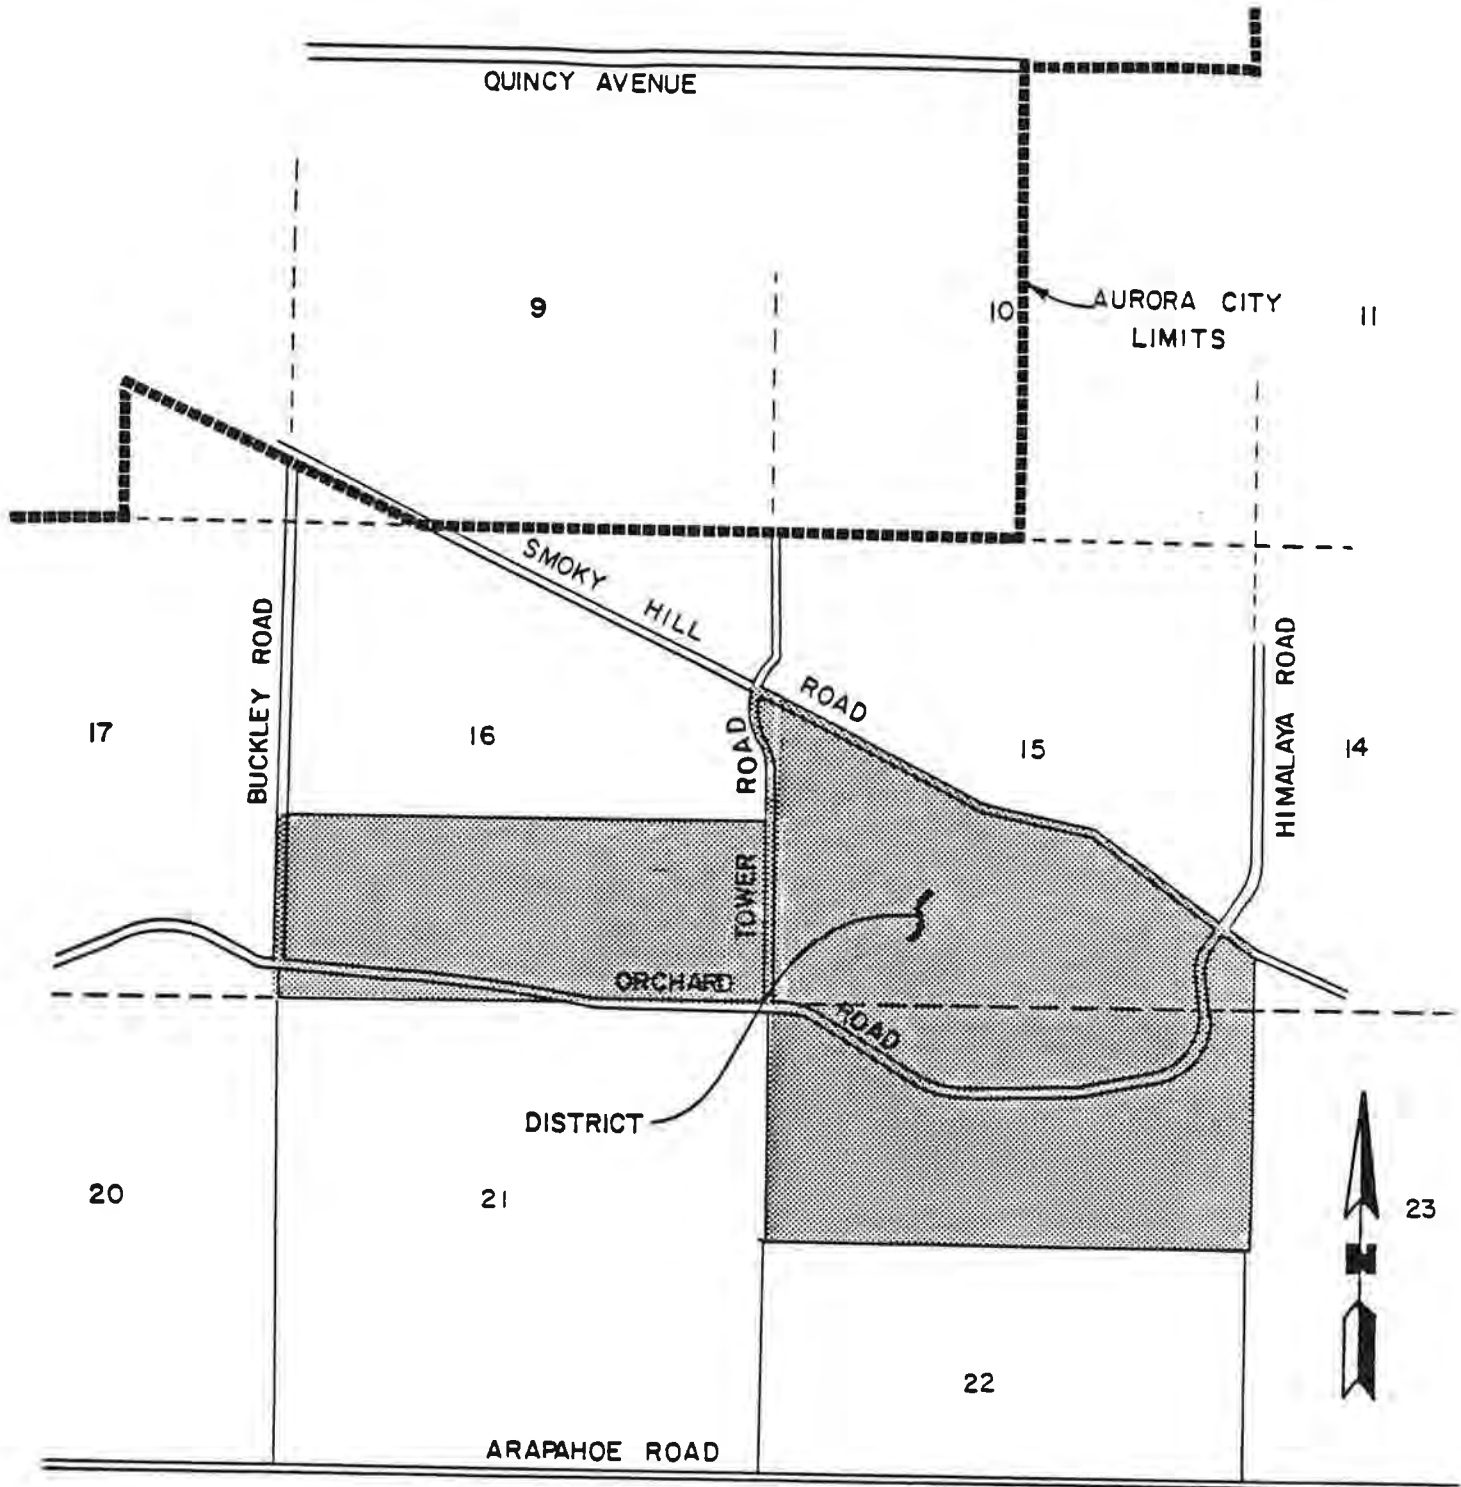 QUINCY AVENUE
9
10
AURORA CITY
LIMITS
11
SMOKY HILL ROAD
BUCKLEY ROAD
HIMALAYA ROAD
17
16
TOWER ROAD
15
14
ORCHARD ROAD
DISTRICT
20
21
23
N
22
ARAPAHOE ROAD